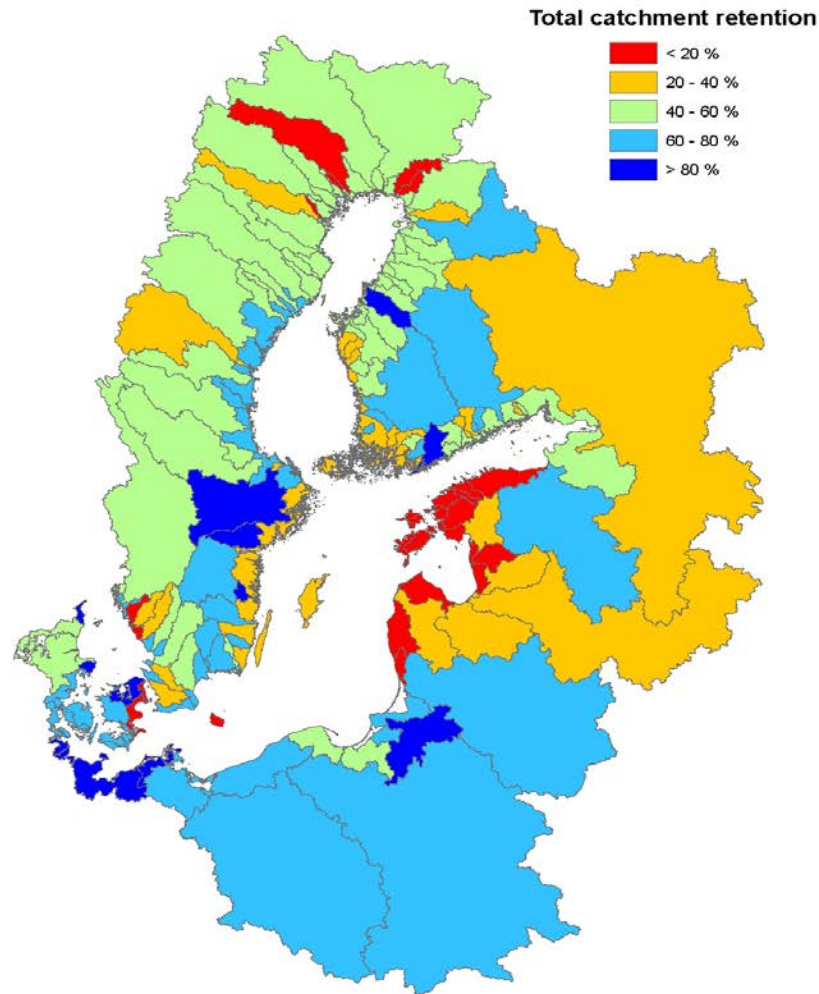 Total catchment retention
< 20 %
20 - 40 %
40 - 60 %
60 - 80 %
> 80 %